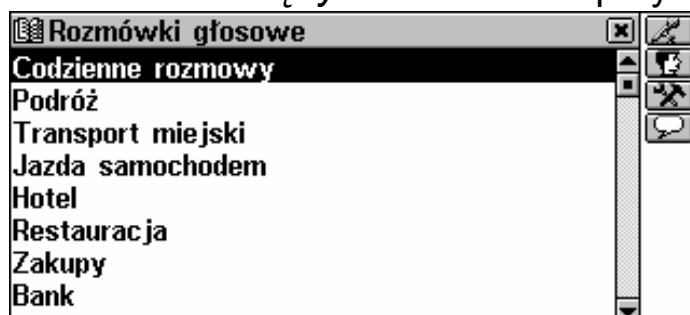 Rozmówki głosowe
Codzienne rozmowy
Podróż
Transport miejski
Jazda samochodem
Hotel
Restauracja
Zakupy
Bank